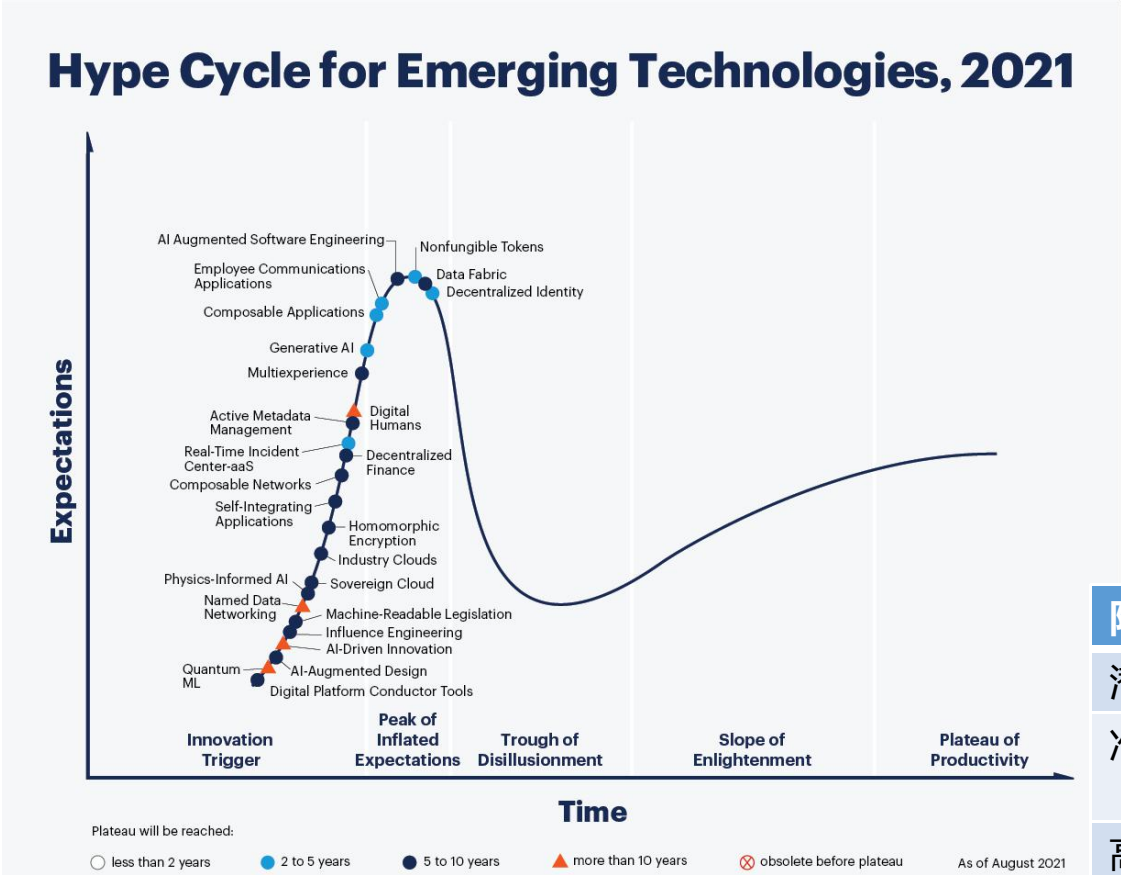 Hype Cycle for Emerging Technologies, 2021
Expectations
AI Augmented Software Engineering
Nonfungible Tokens
Employee Communications
Applications
Data Fabric
Decentralized Identity
Composable Applications
Generative AI
Multiexperience
Digital
Humans
Active Metadata
Management
Real-Time Incident
Center-aaS
Decentralized
Finance
Composable Networks
Self-Integrating
Applications
Homomorphic
Encryption
Industry Clouds
Physics-Informed AI
Sovereign Cloud
Named Data
Networking
Machine-Readable Legislation
Influence Engineering
AI-Driven Innovation
Quantum
ML
AI-Augmented Design
Digital Platform Conductor Tools
Innovation
Trigger
Peak of
Inflated
Expectations
Trough of
Disillusionment
Slope of
Enlightenment
Plateau of
Productivity
Time
Plateau will be reached:
less than 2 years
2 to 5 years
5 to 10 years
more than 10 years
obsolete before plateau
As of August 2021